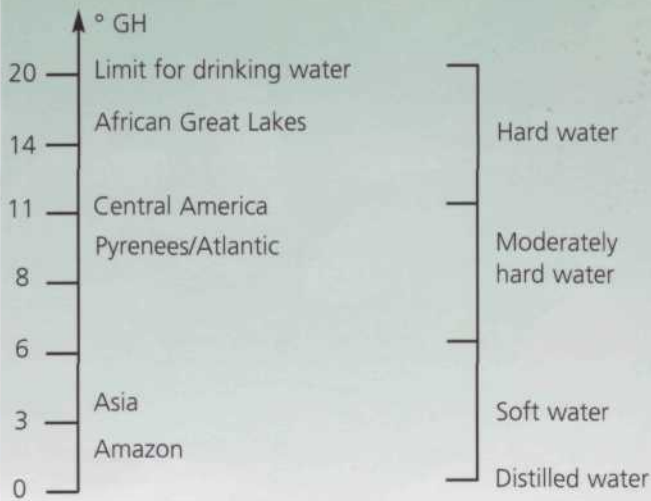 ° GH
20 Limit for drinking water
African Great Lakes
14
Hard water
11 Central America
Pyrenees/Atlantic
Moderately
hard water
8
6
Asia
3
Soft water
Amazon
0
Distilled water